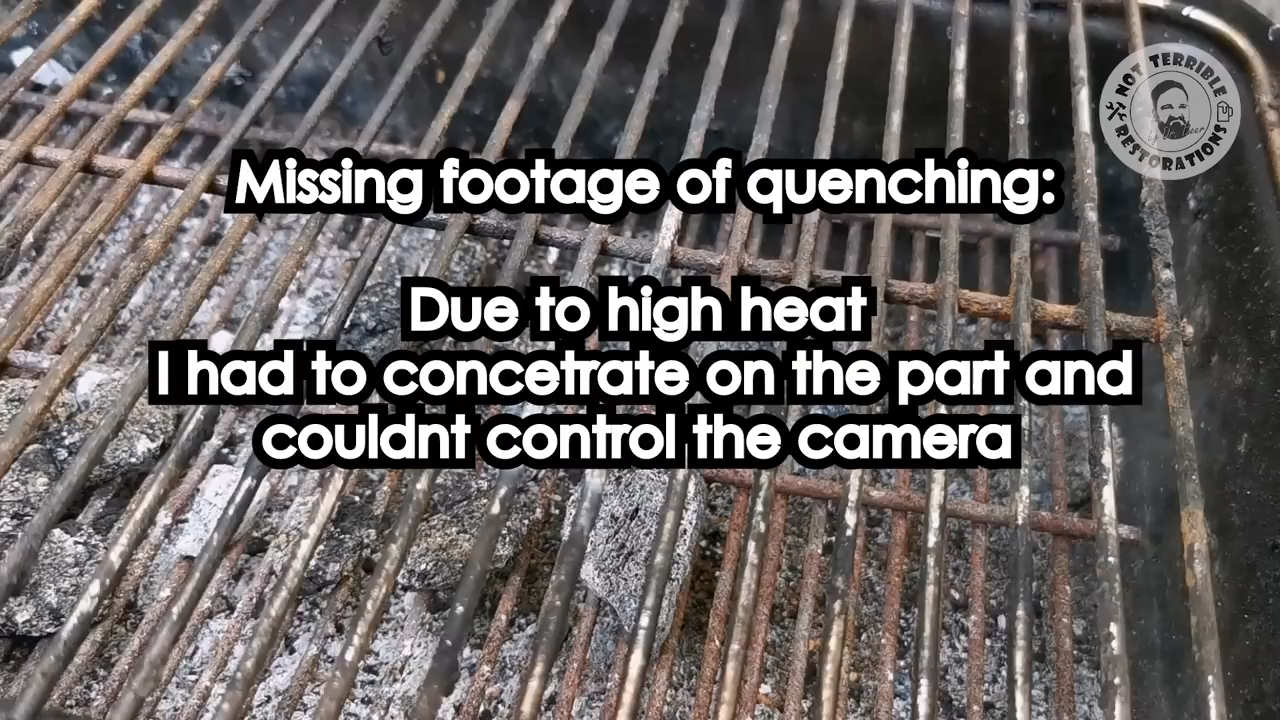 NOT TERRIBLE
RESTORATIONS
Missing footage of quenching:
Due to high heat
I had to concetrate on the part and
couldnt control the camera